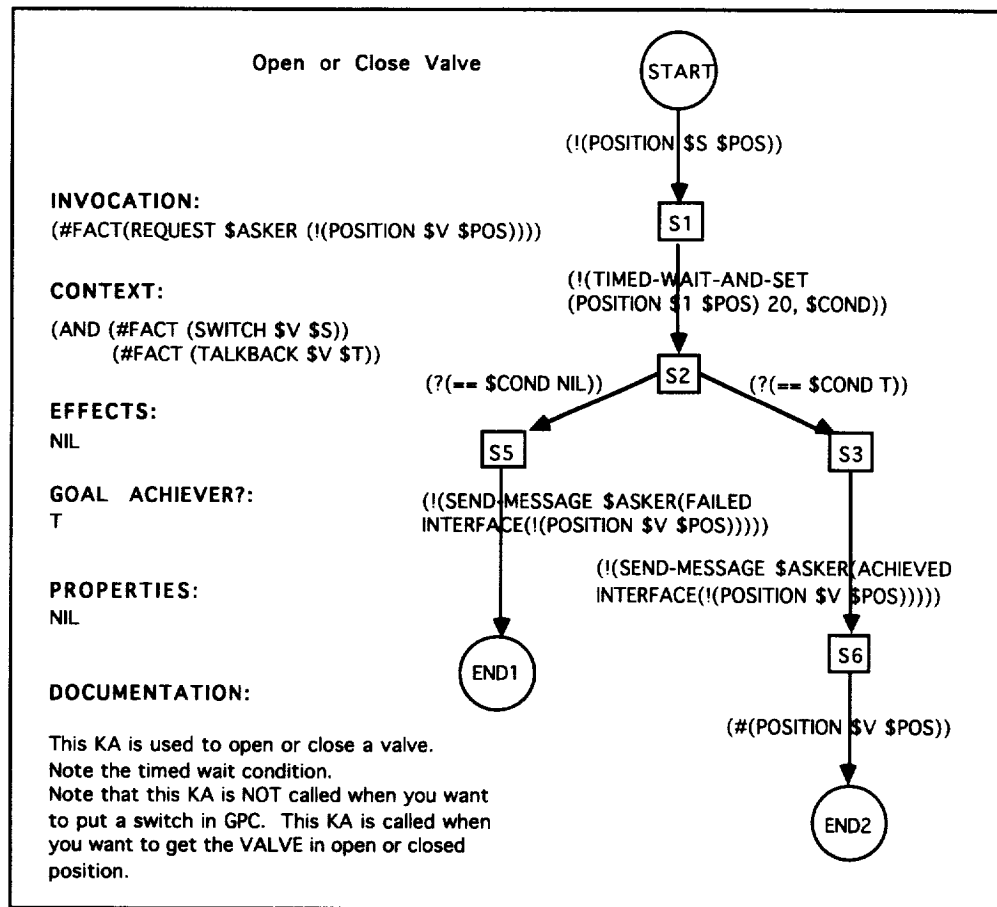 Open or Close Valve
START
(!(POSITION $S $POS))
INVOCATION:
(#FACT(REQUEST $ASKER (!(POSITION $V $POS))))
S1
CONTEXT:
(AND (#FACT (SWITCH $V $S))
(#FACT (TALKBACK $V $T))
(!(TIMED-WAIT-AND-SET
(POSITION $1 $POS) 20, $COND))
S2
(?(== $COND NIL))
(?(== $COND T))
EFFECTS:
NIL
S5
S3
GOAL ACHIEVER?:
T
(!(SEND-MESSAGE $ASKER(FAILED
INTERFACE(!(POSITION $V $POS)))))
(!(SEND-MESSAGE $ASKER(ACHIEVED
INTERFACE(!(POSITION $V $POS)))))
PROPERTIES:
NIL
END1
S6
DOCUMENTATION:
(#(POSITION $V $POS))
This KA is used to open or close a valve.
Note the timed wait condition.
Note that this KA is NOT called when you want
to put a switch in GPC. This KA is called when
you want to get the VALVE in open or closed
position.
END2